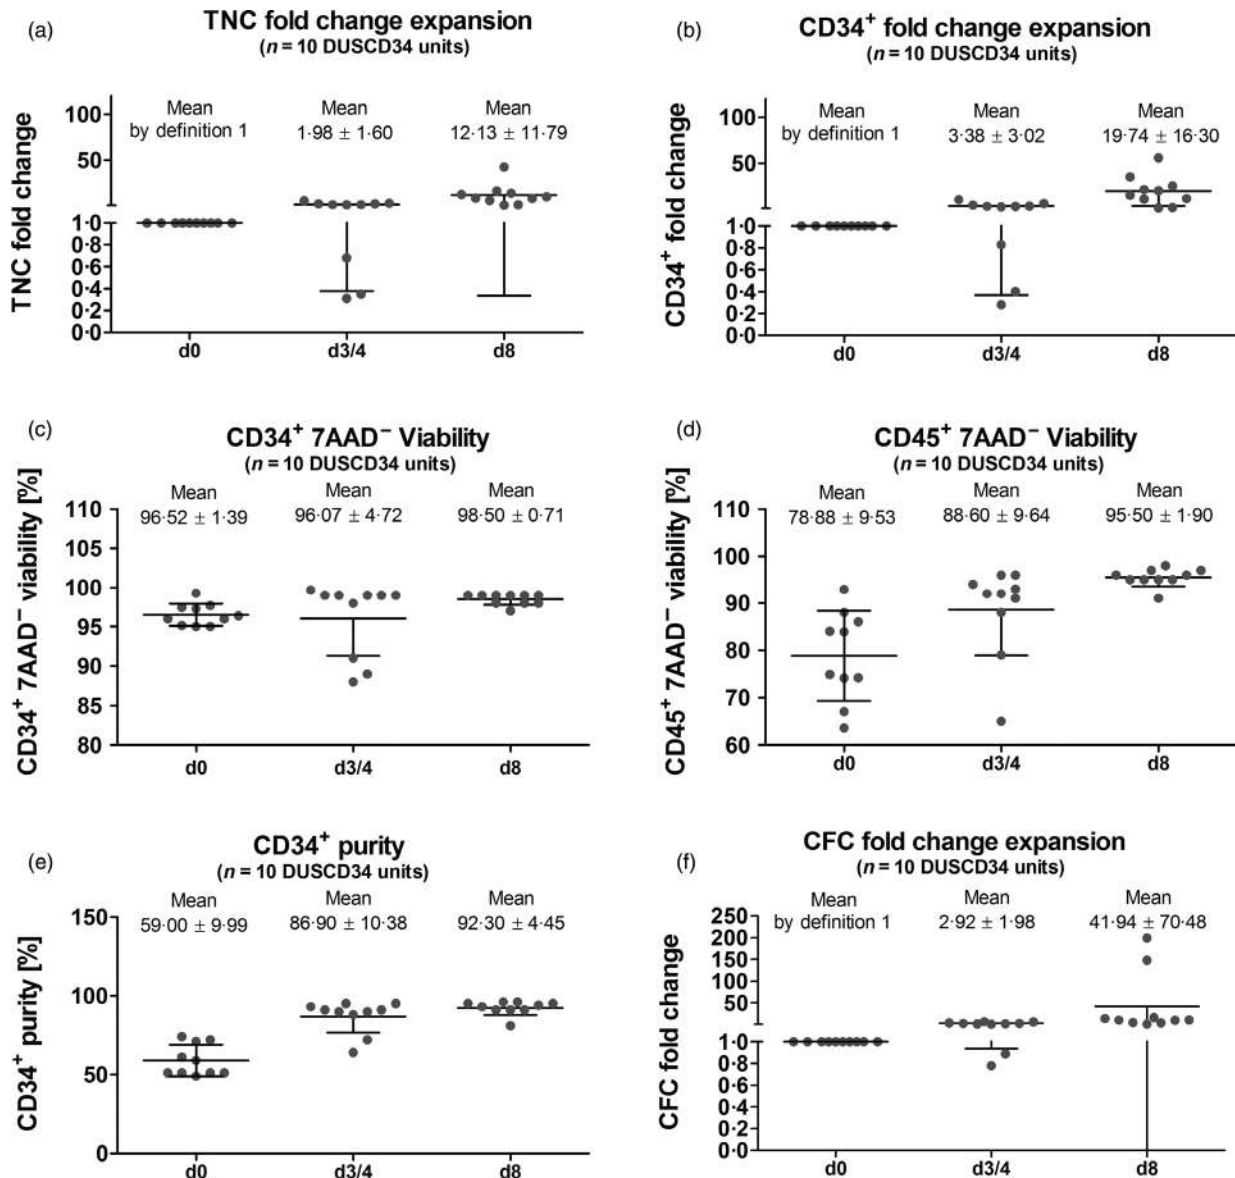 (a)
TNC fold change expansion
(n = 10 DUSCD34 units)
TNC fold change
Mean
by definition 1
Mean
1·98 ± 1·60
Mean
12·13 ± 11·79
100
50
1·0
0·8
0·6
0·4
0·2
0·0
d0
d3/4
d8
(b)
CD34⁺ fold change expansion
(n = 10 DUSCD34 units)
CD34⁺ fold change
Mean
by definition 1
Mean
3·38 ± 3·02
Mean
19·74 ± 16·30
100
50
1·0
0·8
0·6
0·4
0·2
0·0
d0
d3/4
d8
(c)
CD34⁺ 7AAD⁻ Viability
(n = 10 DUSCD34 units)
CD34⁺ 7AAD⁻ viability [%]
Mean
96·52 ± 1·39
Mean
96·07 ± 4·72
Mean
98·50 ± 0·71
110
105
100
95
90
85
80
d0
d3/4
d8
(d)
CD45⁺ 7AAD⁻ Viability
(n = 10 DUSCD34 units)
CD45⁺ 7AAD⁻ viability [%]
Mean
78·88 ± 9·53
Mean
88·60 ± 9·64
Mean
95·50 ± 1·90
110
100
90
80
70
60
d0
d3/4
d8
(e)
CD34⁺ purity
(n = 10 DUSCD34 units)
CD34⁺ purity [%]
Mean
59·00 ± 9·99
Mean
86·90 ± 10·38
Mean
92·30 ± 4·45
150
100
50
0
d0
d3/4
d8
(f)
CFC fold change expansion
(n = 10 DUSCD34 units)
CFC fold change
Mean
by definition 1
Mean
2·92 ± 1·98
Mean
41·94 ± 70·48
250
200
150
100
50
1·0
0·8
0·6
0·4
0·2
0·0
d0
d3/4
d8